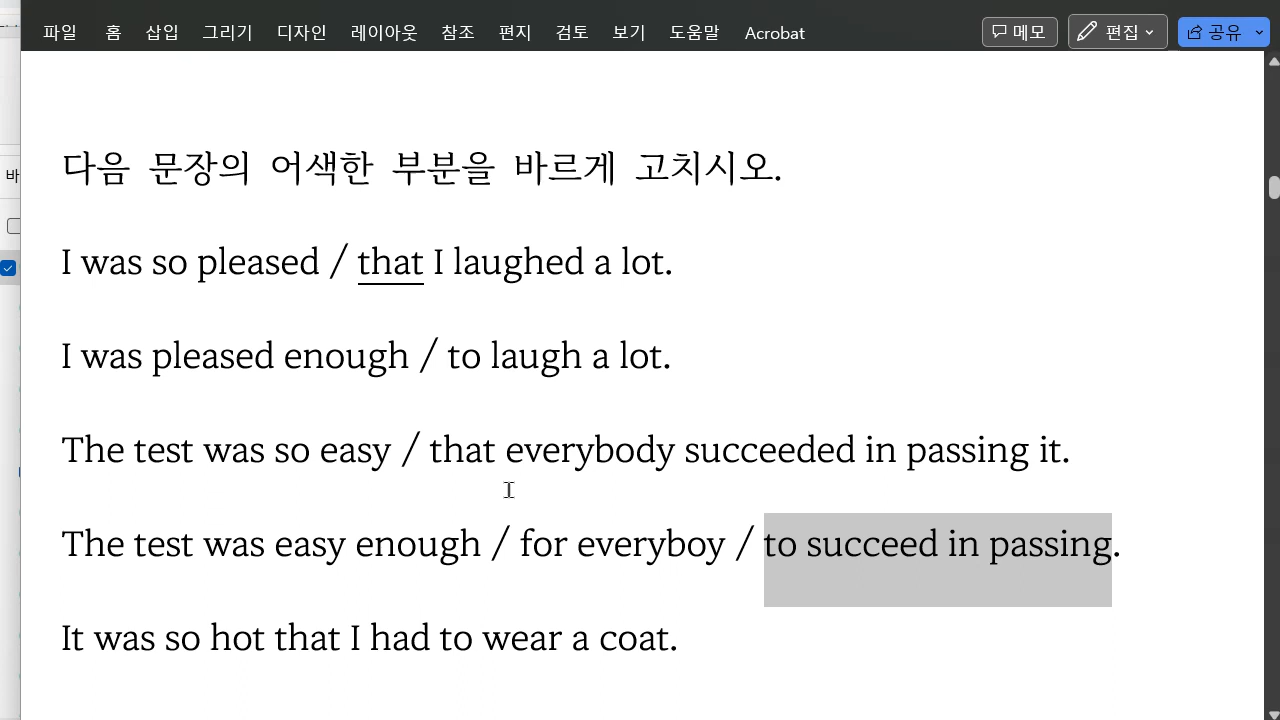 파일 홈 삽입 그리기 디자인 레이아웃 참조 편지 검토 보기 도움말 Acrobat 메모 편집 공유
바
다음 문장의 어색한 부분을 바르게 고치시오.
I was so pleased / that I laughed a lot.
I was pleased enough / to laugh a lot.
The test was so easy / that everybody succeeded in passing it.
The test was easy enough / for everyboy / to succeed in passing.
It was so hot that I had to wear a coat.